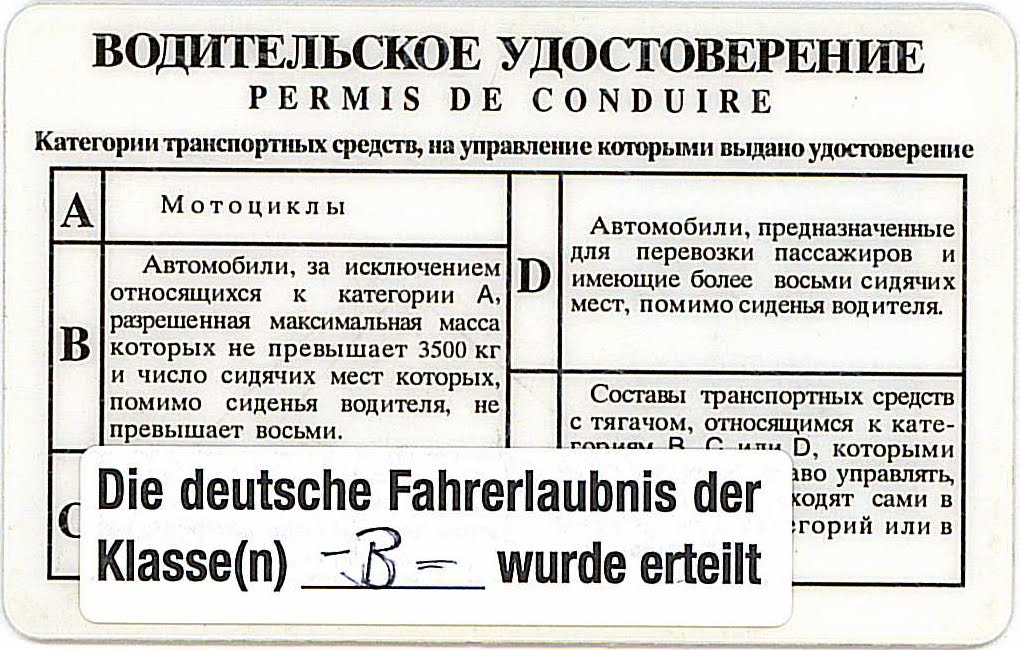 ВОДИТЕЛЬСКОЕ УДОСТОВЕРЕНИЕ
PERMIS DE CONDUIRE
Категории транспортных средств, на управление которыми выдано удостоверение
A
Мотоциклы
B
Автомобили, за исключением
относящихся к категории А,
разрешенная максимальная масса
которых не превышает 3500 кг
и число сидячих мест которых,
помимо сиденья водителя, не
превышает восьми.
C
D
Автомобили, предназначенные
для перевозки пассажиров и
имеющие более восьми сидячих
мест, помимо сиденья водителя.
Составы транспортных средств
с тягачом, относящимся к кате-
гориям В, С или D, которыми
управлять,
сами в
или в
Die deutsche Fahrerlaubnis der
Klasse(n) -B- wurde erteilt